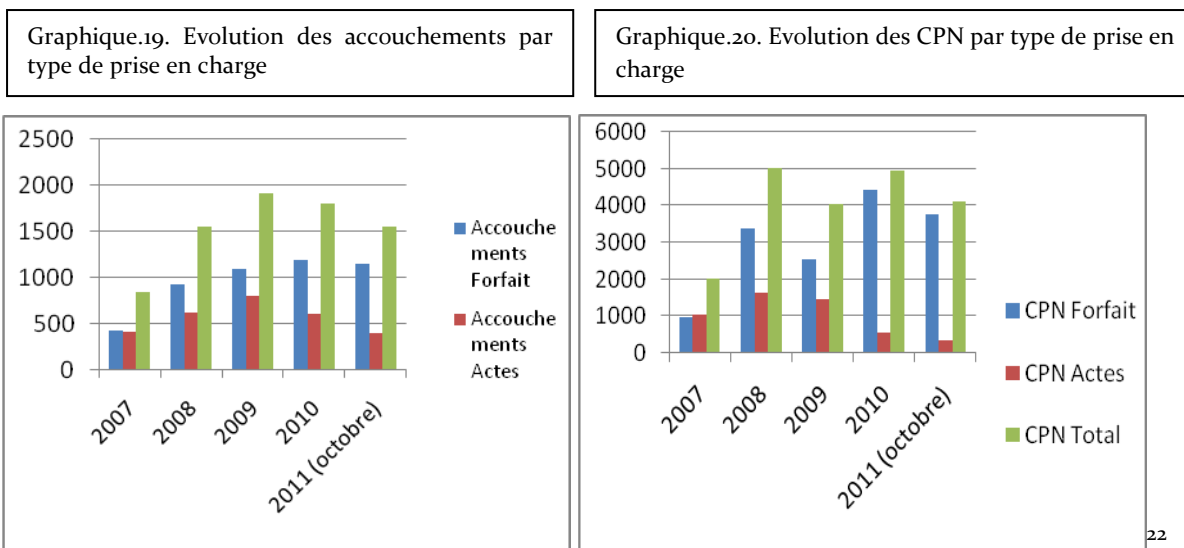 Graphique.19. Evolution des accouchements par
type de prise en charge
Graphique.20. Evolution des CPN par type de prise en
charge
2500
2000
1500
1000
500
0
2007
2008
2009
2010
2011 (octobre)
Accouche
ments
Forfait
Accouche
ments
Actes
6000
5000
4000
3000
2000
1000
0
2007
2008
2009
2010
2011 (octobre)
CPN Forfait
CPN Actes
CPN Total
22